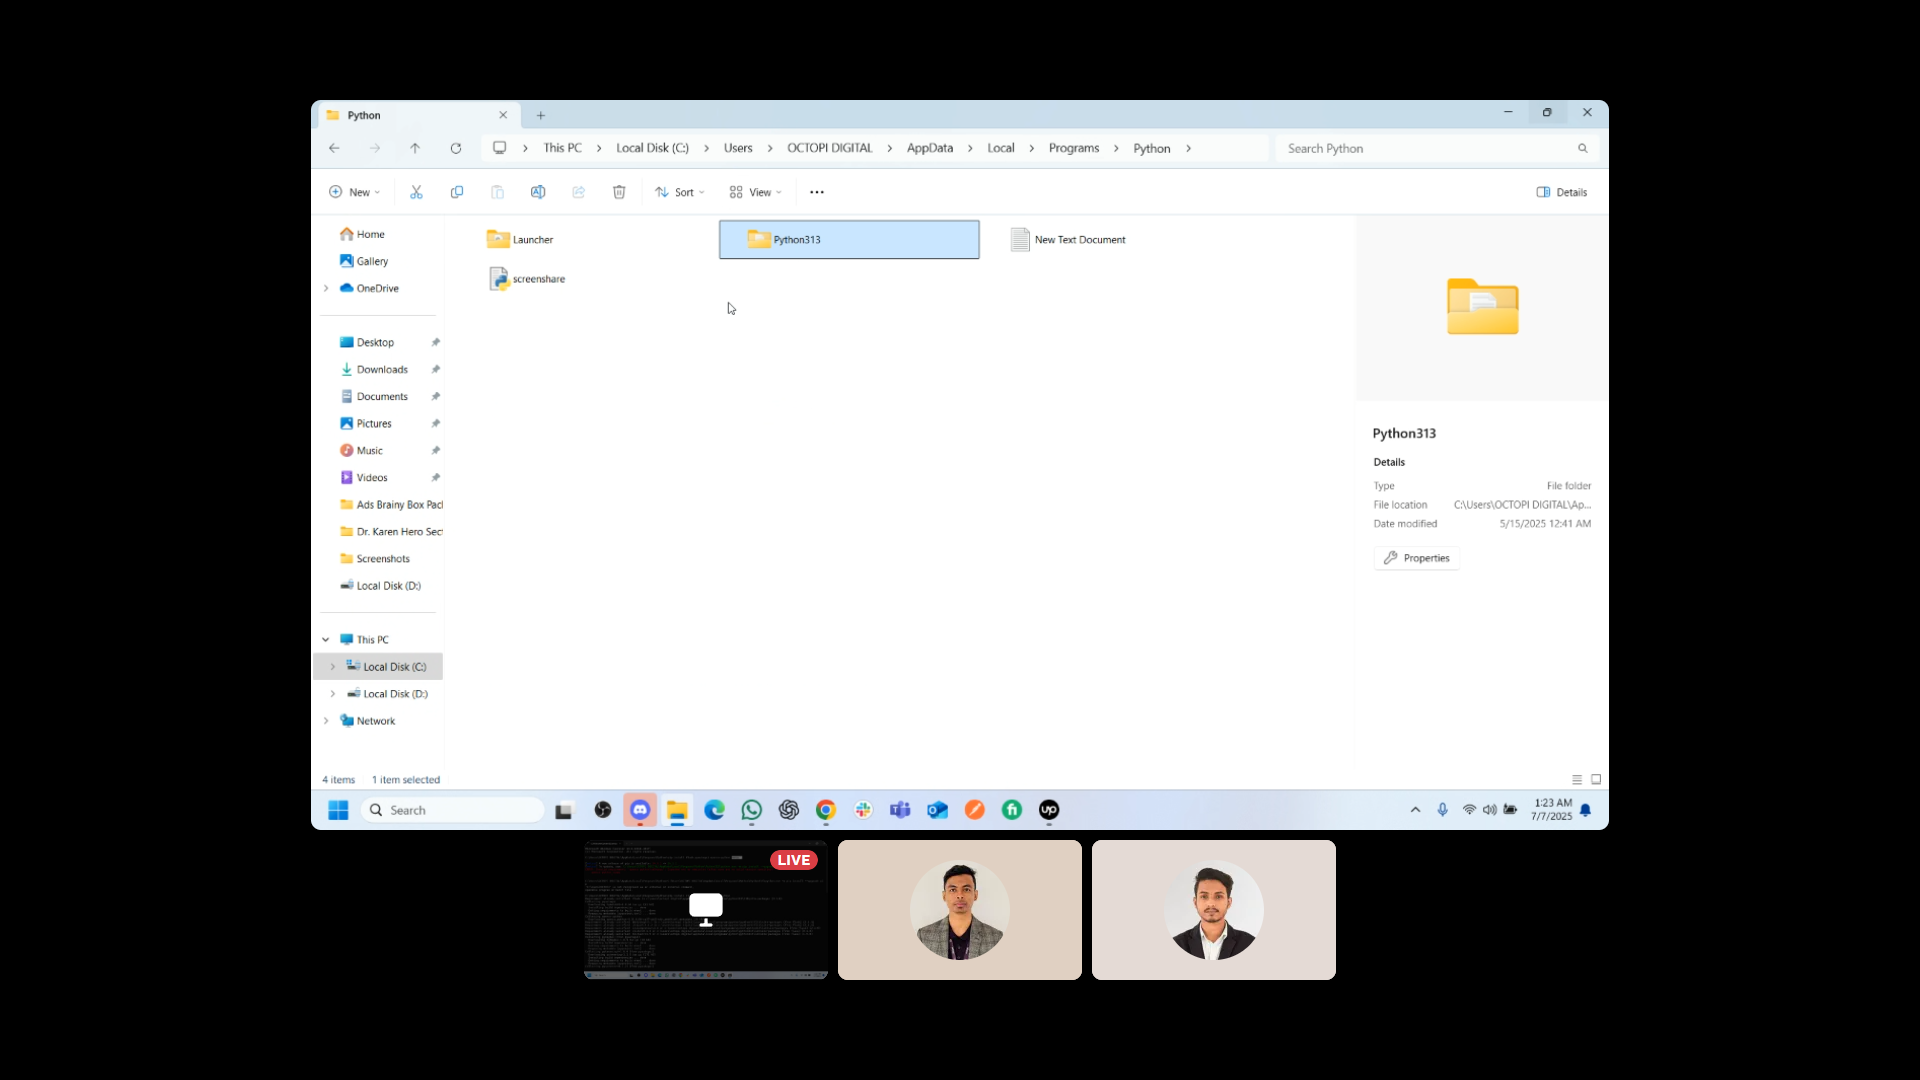 Python
This PC
Local Disk (C:)
Users
OCTOPI DIGITAL
AppData
Local
Programs
Python
Search Python
New
Sort
View
Details
Home
Gallery
OneDrive
Desktop
Downloads
Documents
Pictures
Music
Videos
Ads Brainy Box Pac
Dr. Karen Hero Sec
Screenshots
Local Disk (D:)
This PC
Local Disk (C:)
Local Disk (D:)
Network
Launcher
Python313
New Text Document
screenshare
Python313
Details
Type File folder
File location C:\Users\OCTOPI DIGITAL\Ap...
Date modified 5/15/2025 12:41 AM
Properties
4 items 1 item selected
Search
up
1:23 AM
7/7/2025
LIVE